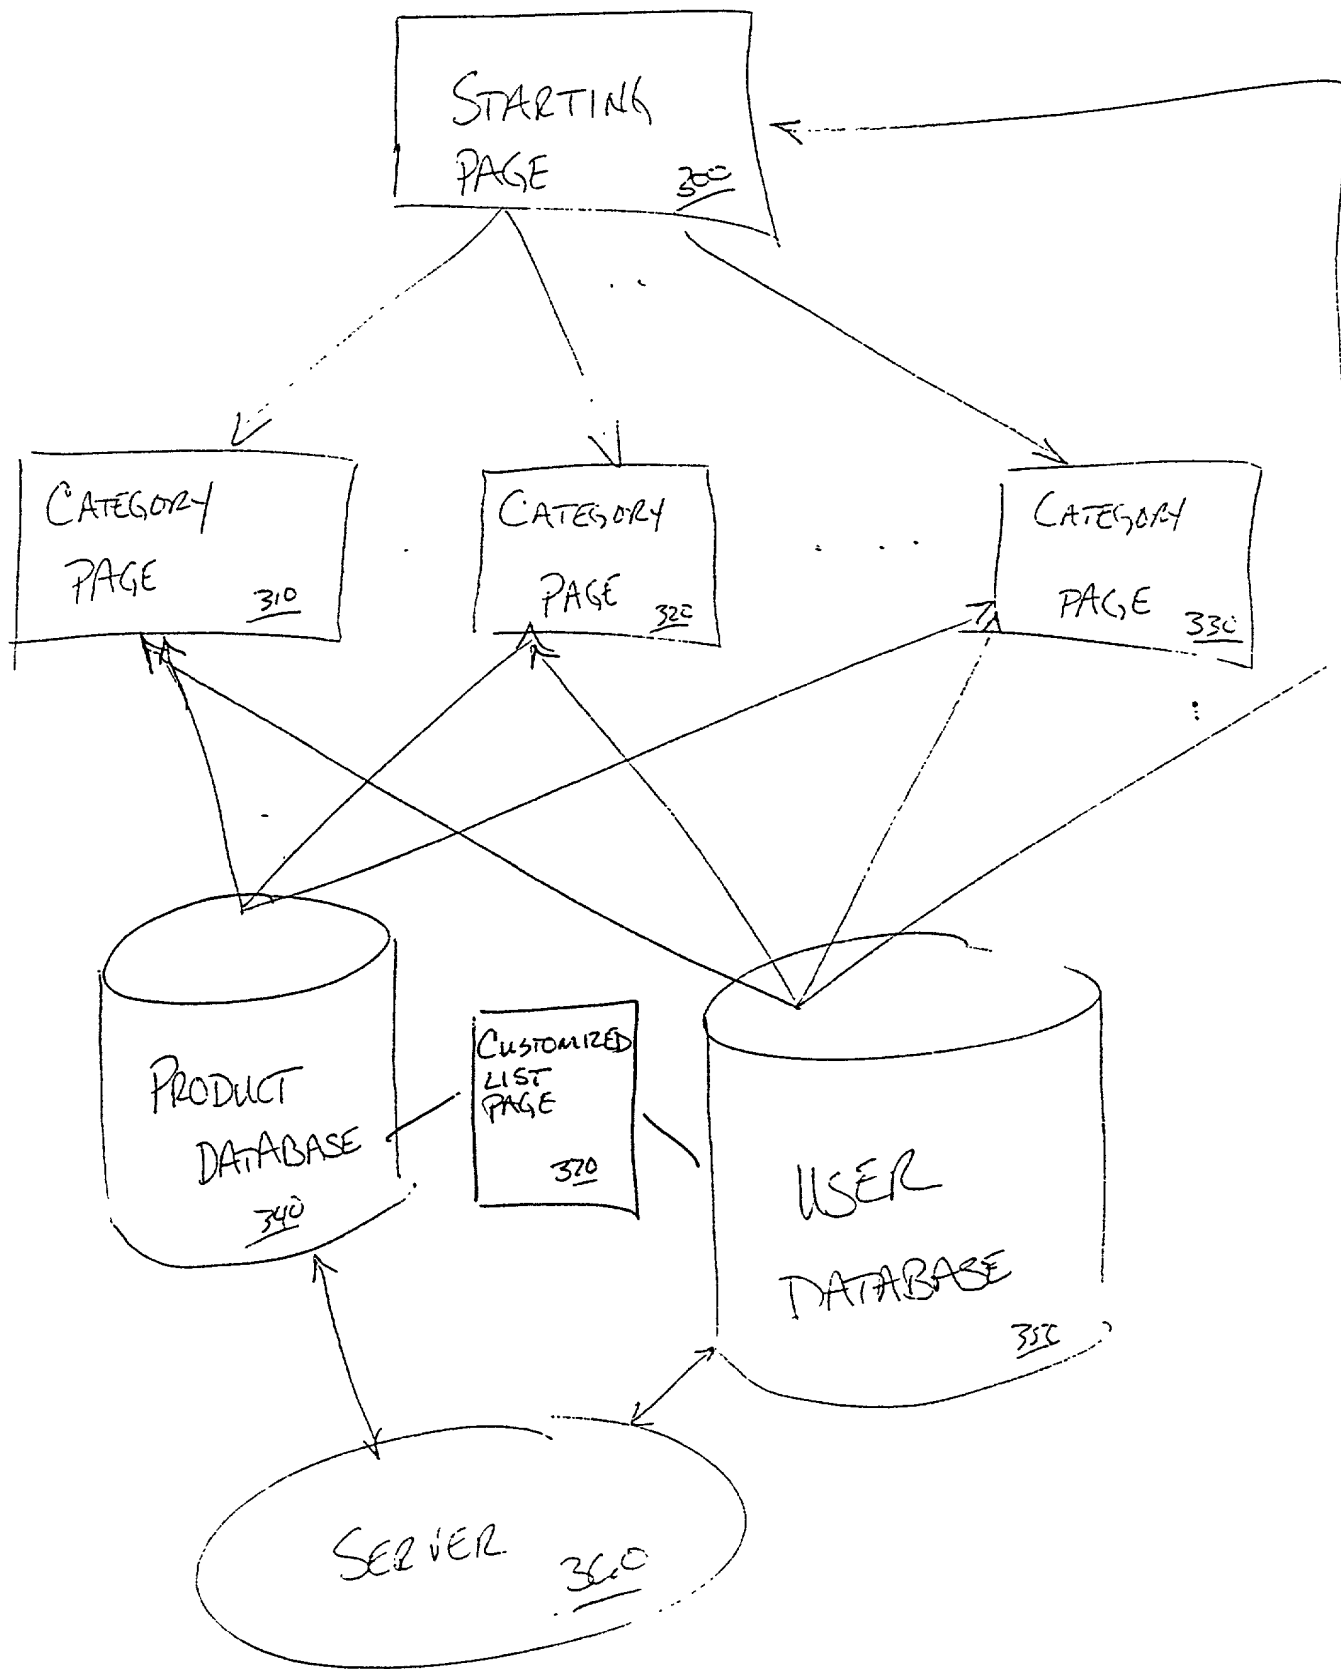 STARTING
PAGE 300
CATEGORY
PAGE 310
CATEGORY
PAGE 320
CATEGORY
PAGE 330
PRODUCT
DATABASE
340
CUSTOMIZED
LIST
PAGE
370
USER
DATABASE
350
SERVER 360